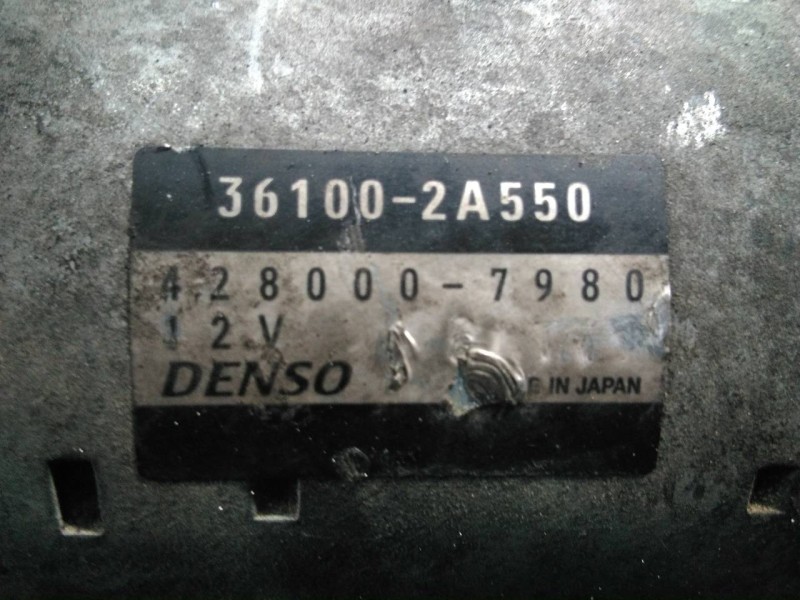 36100-2A550
428000-7980
12V
DENSO
IN JAPAN